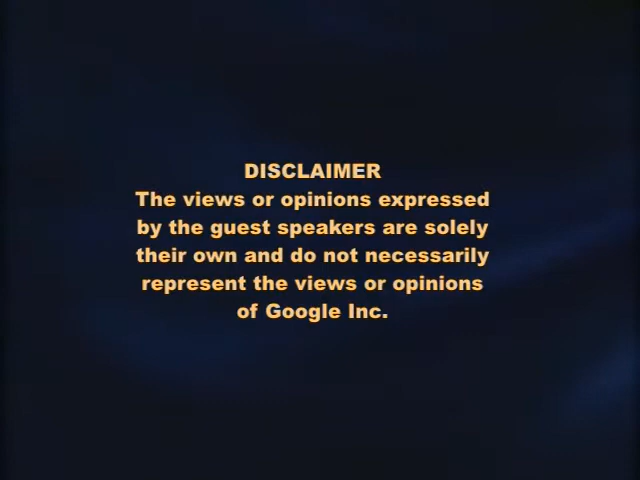 DISCLAIMER
The views or opinions expressed
by the guest speakers are solely
their own and do not necessarily
represent the views or opinions
of Google Inc.